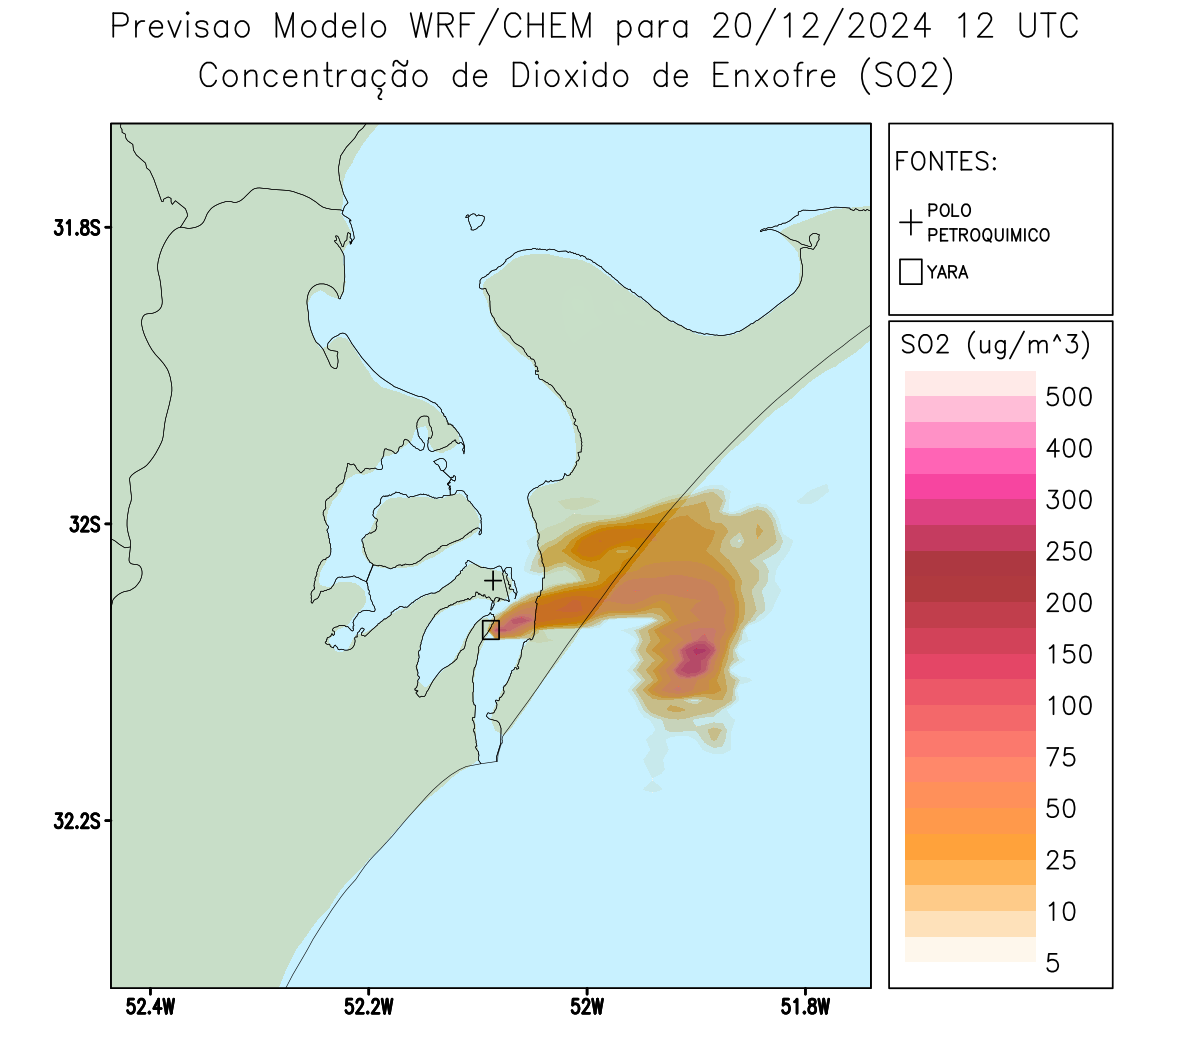 Previsao Modelo WRF/CHEM para 20/12/2024 12 UTC
Concentração de Dioxido de Enxofre (SO2)
FONTES:
POLO
PETROQUIMICO
YARA
31.8S
32S
32.2S
52.4W
52.2W
52W
51.8W
SO2 (ug/m^3)
500
400
300
250
200
150
100
75
50
25
10
5